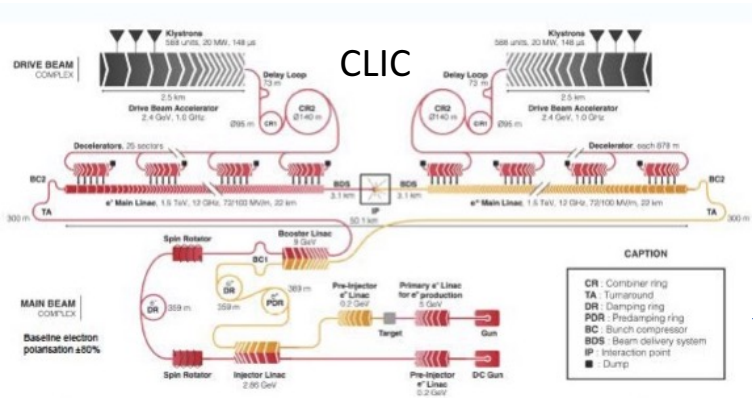 CLIC
DRIVE BEAM
COMPLEX
Klystrons
588 units, 20 MW, 148 µs
2.5 km
Drive Beam Accelerator
2.4 GeV, 1.0 GHz
Delay Loop
73 m
CR2
Ø140 m
CR1
Ø95 m
Klystrons
588 units, 20 MW, 148 µs
Delay Loop
73 m
2.5 km
Drive Beam Accelerator
2.4 GeV, 1.0 GHz
CR2
Ø140 m
CR1
Ø95 m
Decelerators, 25 sectors
Decelerator, each 878 m
BC2
TA
300 m
e⁻ Main Linac, 1.5 TeV, 12 GHz, 72/100 MV/m, 22 km
BDS
3.1 km
IP
BDS
3.1 km
e⁺ Main Linac, 1.5 TeV, 12 GHz, 72/100 MV/m, 22 km
BC2
TA
300 m
50.1 km
MAIN BEAM
COMPLEX
Baseline electron
polarisation ±80%
Spin Rotator
BC1
Booster Linac
9 GeV
e⁻
DR
359 m
e⁺
DR
359 m
e⁺
PDR
389 m
Spin Rotator
Injector Linac
2.86 GeV
Pre-Injector
e⁺ Linac
0.2 GeV
Target
Primary e⁻ Linac
for e⁺ production
5 GeV
Gun
Pre-Injector
e⁻ Linac
0.2 GeV
DC Gun
CAPTION
CR : Combiner ring
TA : Turnaround
DR : Damping ring
PDR : Predamping ring
BC : Bunch compressor
BDS : Beam delivery system
IP : Interaction point
■ : Dump